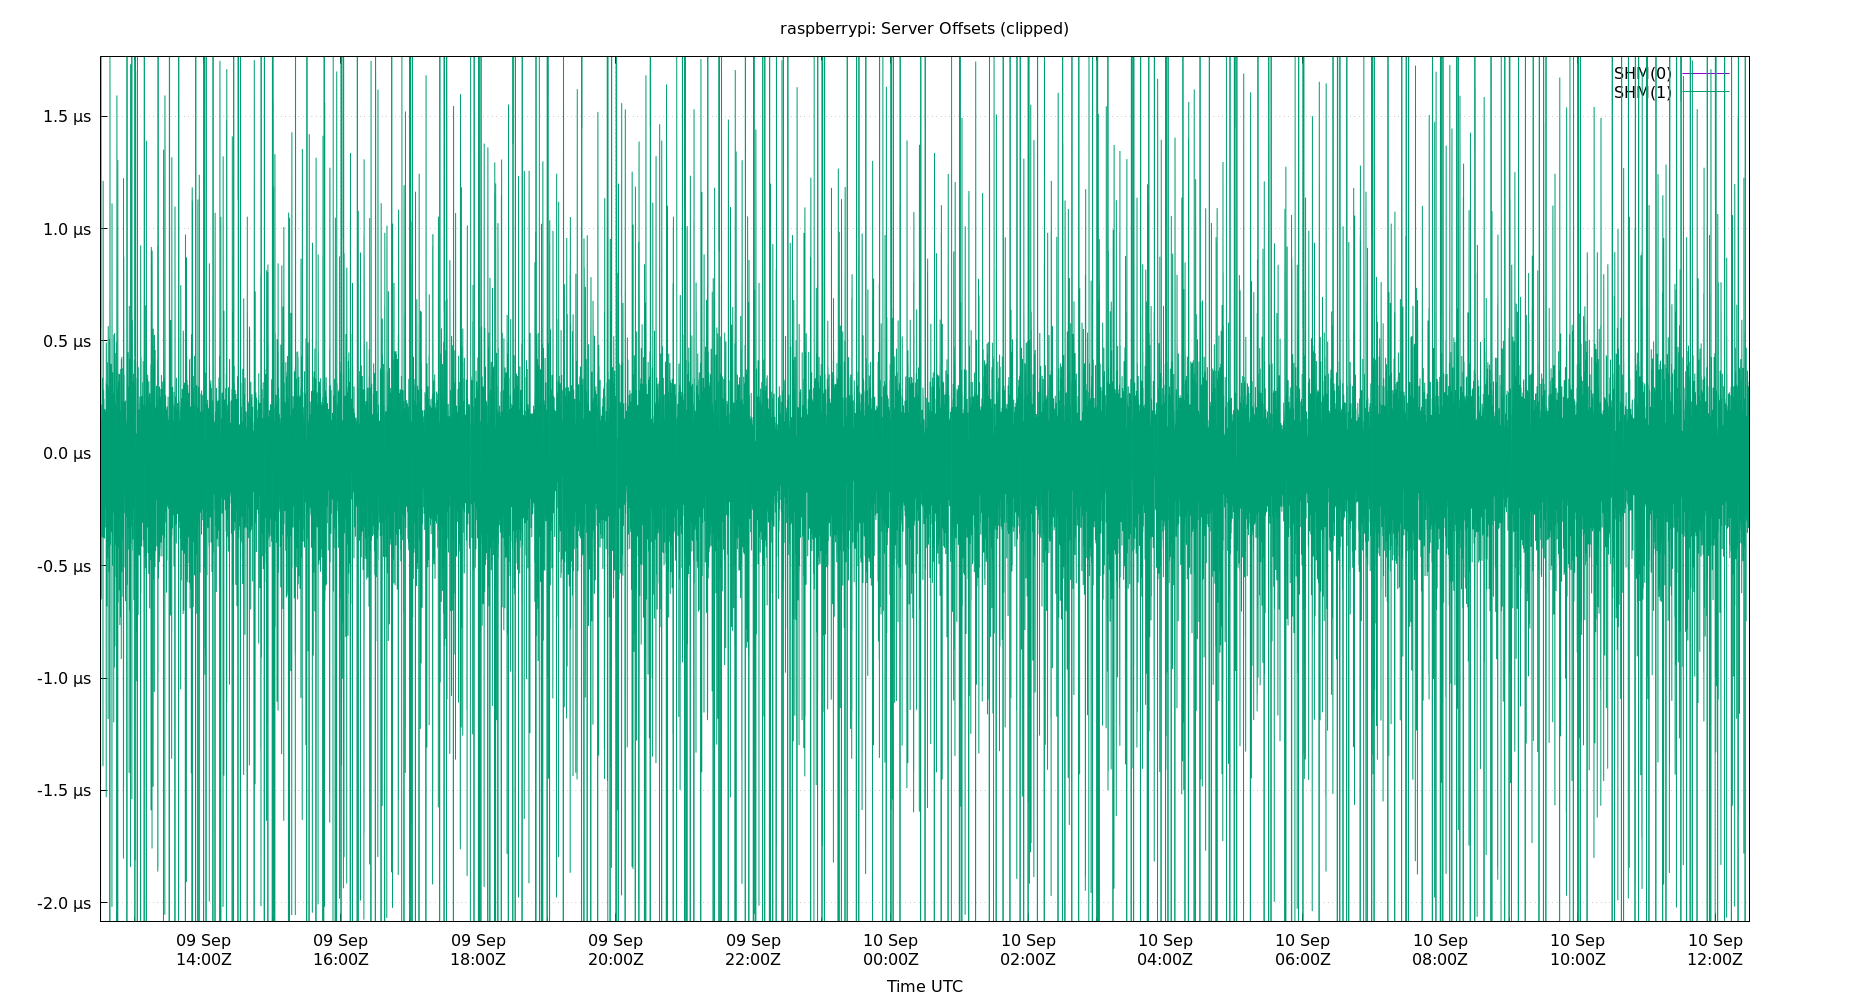 raspberrypi: Server Offsets (clipped)
SHM(0)
SHM(1)
1.5 µs
1.0 µs
0.5 µs
0.0 µs
-0.5 µs
-1.0 µs
-1.5 µs
-2.0 µs
09 Sep 09 Sep 09 Sep 09 Sep 09 Sep 10 Sep 10 Sep 10 Sep 10 Sep 10 Sep 10 Sep 10 Sep
14:00Z 16:00Z 18:00Z 20:00Z 22:00Z 00:00Z 02:00Z 04:00Z 06:00Z 08:00Z 10:00Z 12:00Z
Time UTC